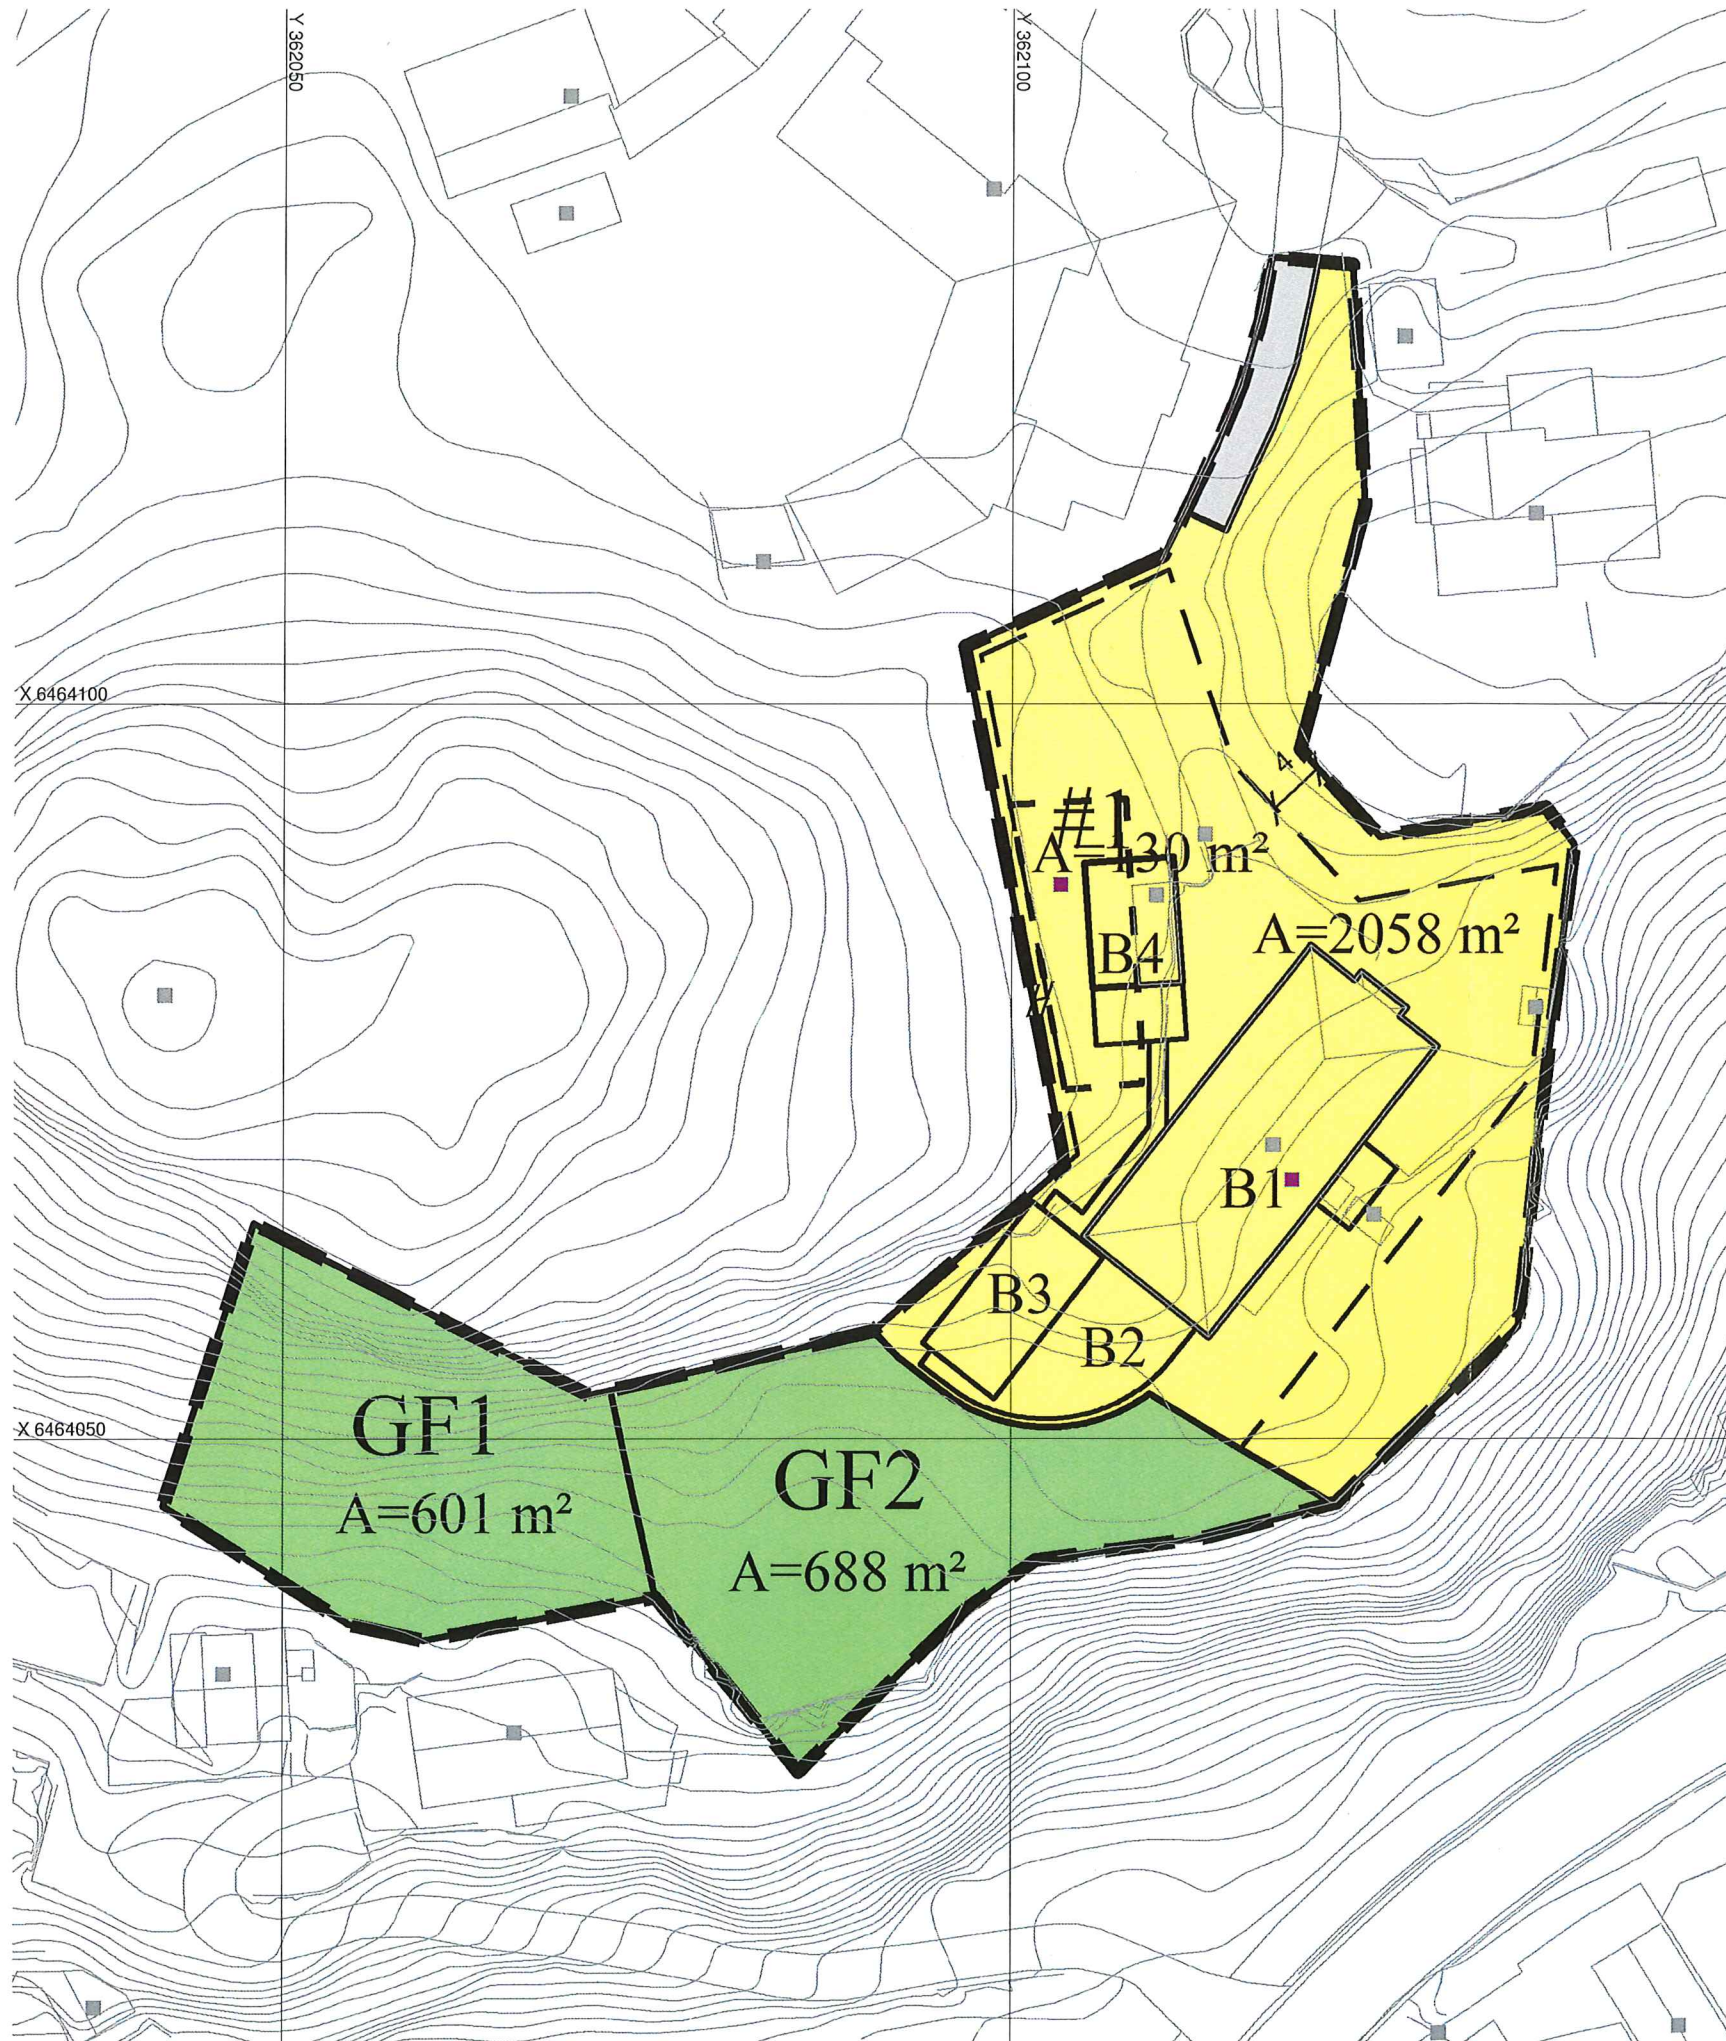 Y 362050
Y 362100
X 6464100
4
#1
A=130 m²
B4
A=2058 m²
4
B1
B3
B2
X 6464050
GF1
A=601 m²
GF2
A=688 m²